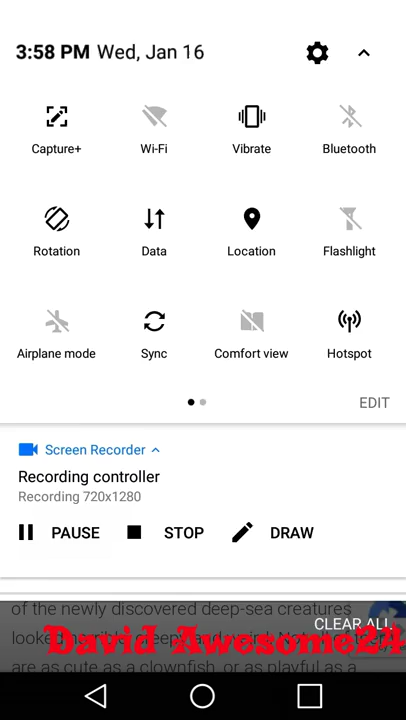 3:58 PM Wed, Jan 16
Capture+ Wi-Fi Vibrate Bluetooth
Rotation Data Location Flashlight
Airplane mode Sync Comfort view Hotspot
EDIT
Screen Recorder
Recording controller
Recording 720x1280
PAUSE STOP DRAW
of the newly discovered deep-sea creatures
CLEAR ALL
looked
David Awesome24
are as cute as a clownfish, or as playful as a